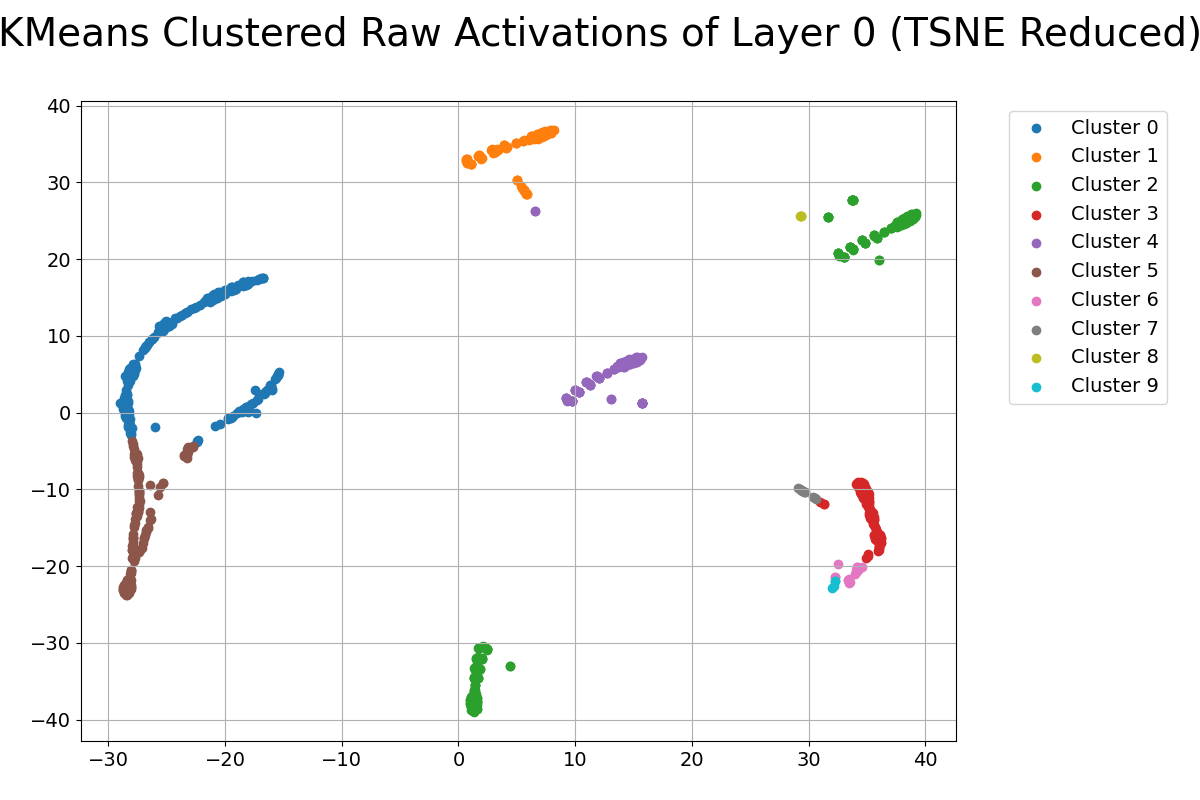 KMeans Clustered Raw Activations of Layer 0 (TSNE Reduced)
40
30
20
10
0
−10
−20
−30
−40
−30
−20
−10
0
10
20
30
40
Cluster 0
Cluster 1
Cluster 2
Cluster 3
Cluster 4
Cluster 5
Cluster 6
Cluster 7
Cluster 8
Cluster 9